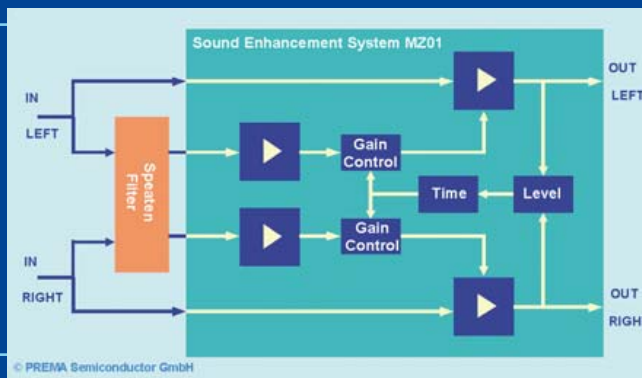 Sound Enhancement System MZ01
IN
LEFT
OUT
LEFT
Speaten
Filter
Gain
Control
Time
Level
Gain
Control
IN
RIGHT
OUT
RIGHT
© PREMA Semiconductor GmbH